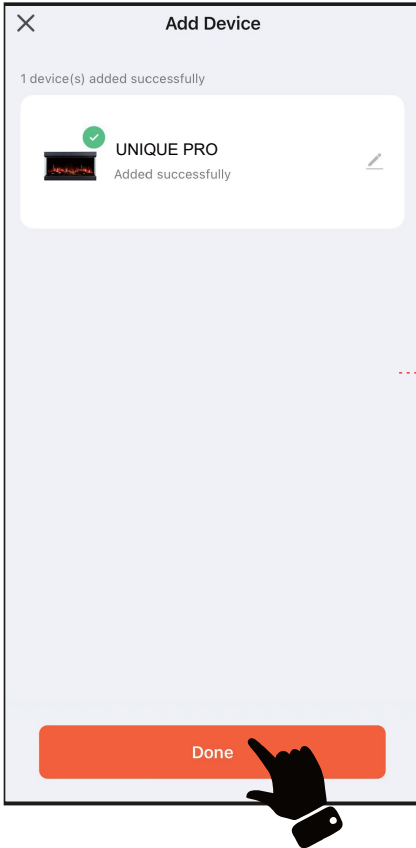 Add Device
1 device(s) added successfully
UNIQUE PRO
Added successfully
Done